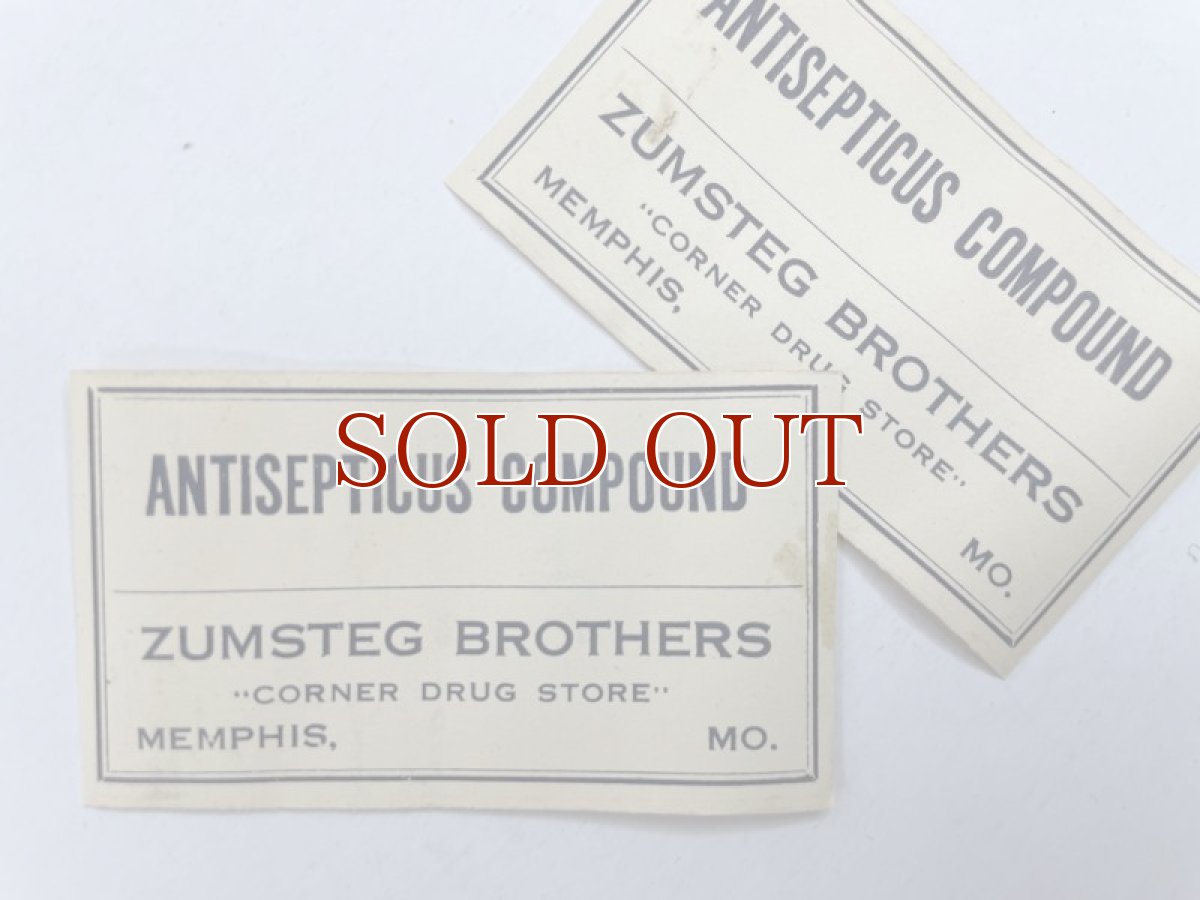 ANTISEPTICUS COMPOUND
ZUMSTEG BROTHERS
"CORNER DRUG STORE"
MEMPHIS, MO.
SOLD OUT
ANTISEPTICUS COMPOUND
ZUMSTEG BROTHERS
"CORNER DRUG STORE"
MEMPHIS, MO.